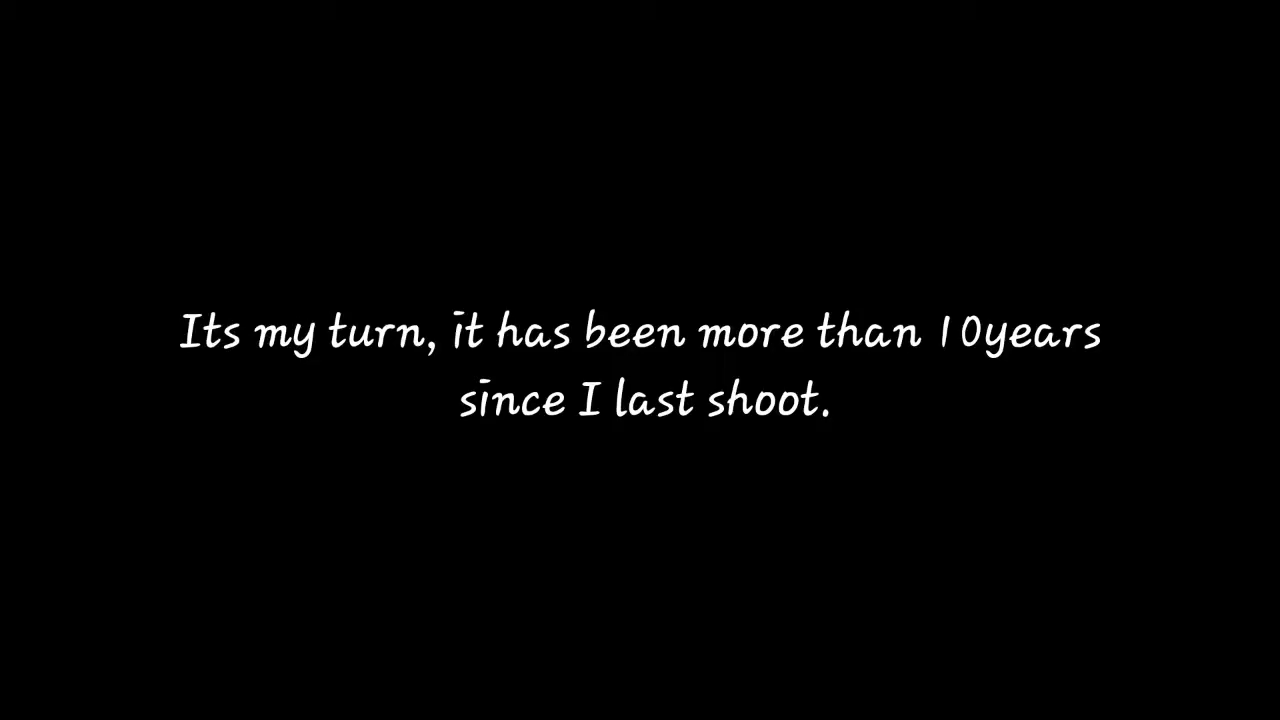 Its my turn, it has been more than 10years
since I last shoot.